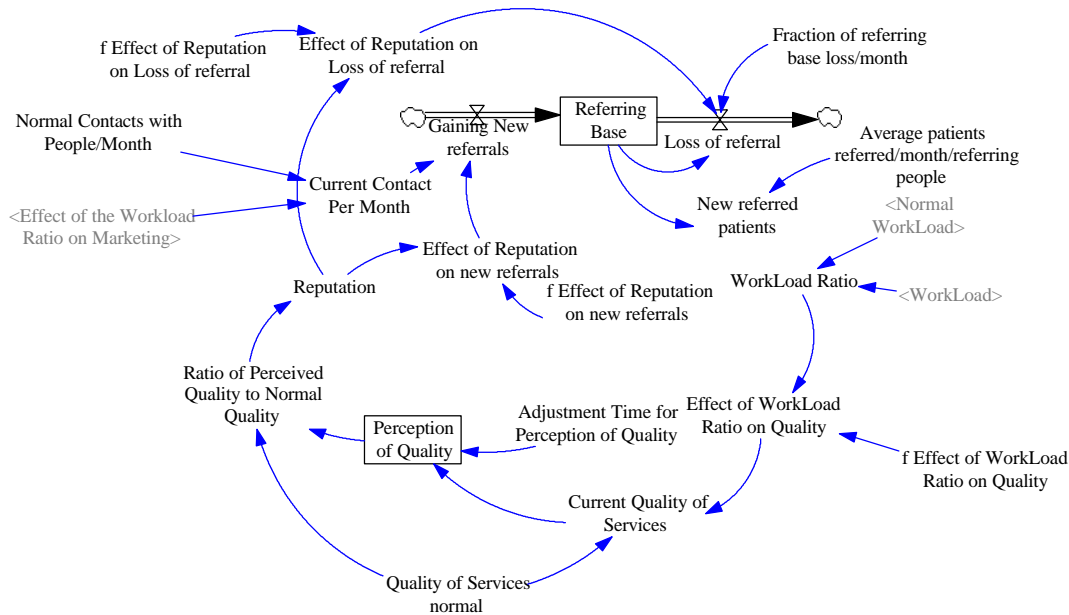 f Effect of Reputation
on Loss of referral
Effect of Reputation on
Loss of referral
Fraction of referring
base loss/month
Normal Contacts with
People/Month
Gaining New
referrals
Referring
Base
Loss of referral
Average patients
referred/month/referring
people
Current Contact
Per Month
<Effect of the Workload
Ratio on Marketing>
New referred
patients
<Normal
WorkLoad>
Effect of Reputation
on new referrals
Reputation
WorkLoad Ratio
<WorkLoad>
f Effect of Reputation
on new referrals
Ratio of Perceived
Quality to Normal
Quality
Perception
of Quality
Adjustment Time for
Perception of Quality
Effect of WorkLoad
Ratio on Quality
f Effect of WorkLoad
Ratio on Quality
Current Quality of
Services
Quality of Services
normal